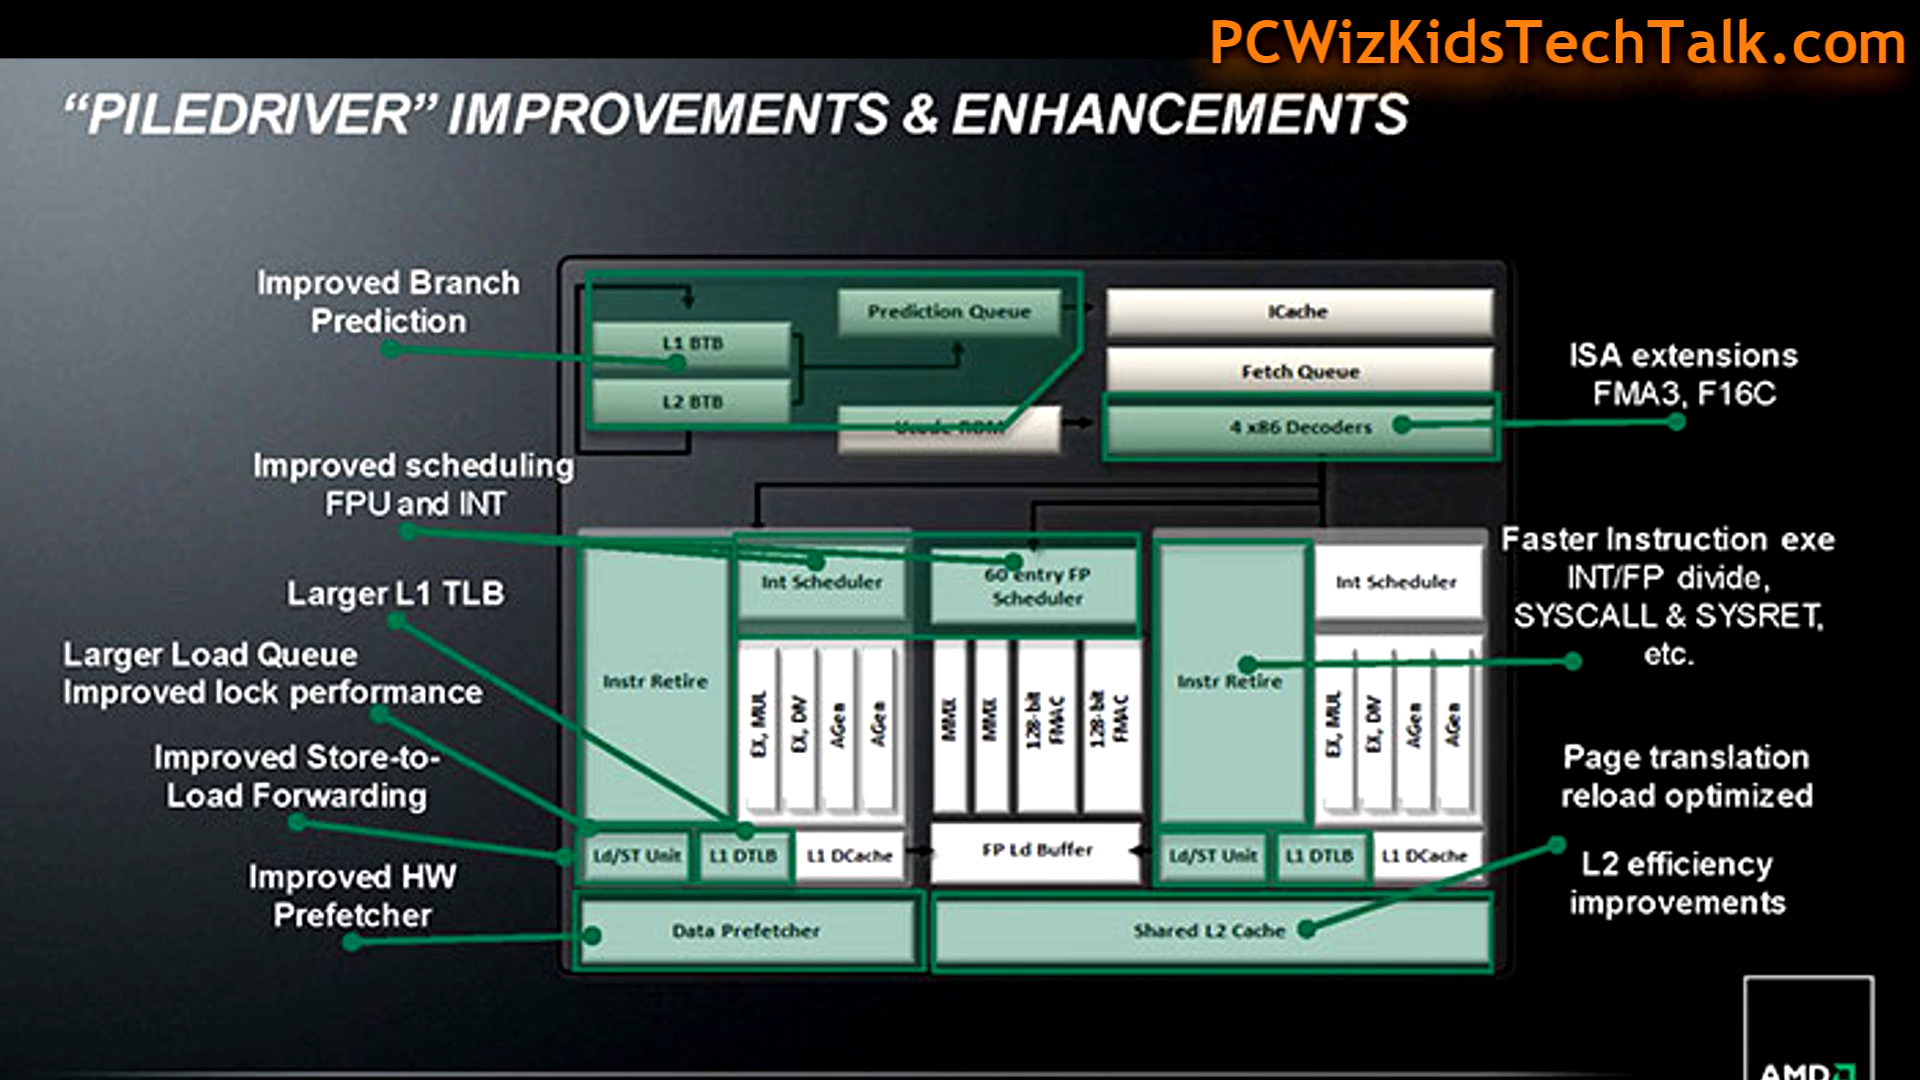 PCWizKidsTechTalk.com
“PILEDRIVER” IMPROVEMENTS & ENHANCEMENTS
Improved Branch
Prediction
Improved scheduling
FPU and INT
Larger L1 TLB
Larger Load Queue
Improved lock performance
Improved Store-to-
Load Forwarding
Improved HW
Prefetcher
Prediction Queue
L1 BTB
L2 BTB
Ucode ROM
ICache
Fetch Queue
4 x86 Decoders
Instr Retire
Int Scheduler
EX, MUL
EX, DIV
AGen
AGen
Ld/ST Unit
L1 DTLB
L1 DCache
60 entry FP
Scheduler
MMX
MMX
128-bit
FMAC
128-bit
FMAC
FP Ld Buffer
Instr Retire
Int Scheduler
EX, MUL
EX, DIV
AGen
AGen
Ld/ST Unit
L1 DTLB
L1 DCache
Data Prefetcher
Shared L2 Cache
ISA extensions
FMA3, F16C
Faster Instruction exe
INT/FP divide,
SYSCALL & SYSRET,
etc.
Page translation
reload optimized
L2 efficiency
improvements
AMD